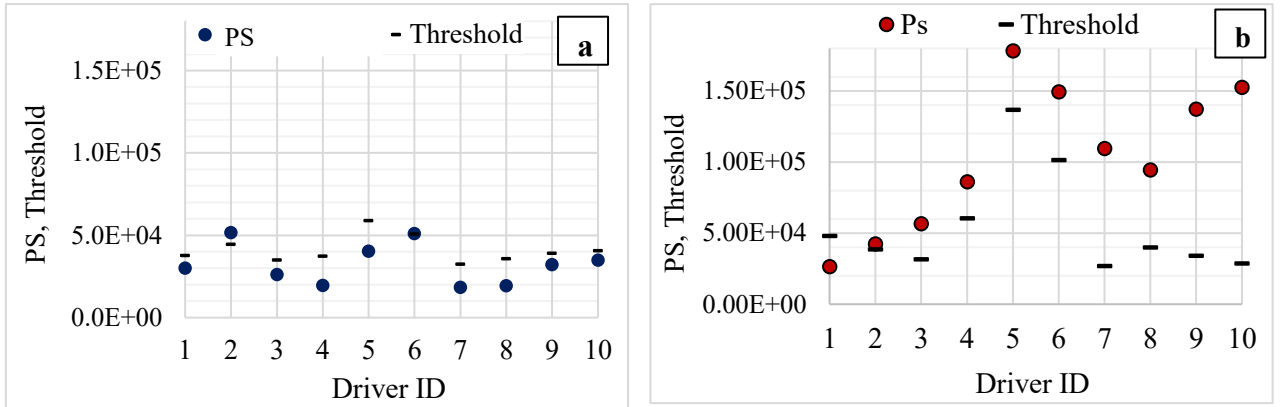 PS Threshold a
1.5E+05
1.0E+05
5.0E+04
0.0E+00
PS, Threshold
1 2 3 4 5 6 7 8 9 10
Driver ID
Ps Threshold b
1.50E+05
1.00E+05
5.00E+04
0.00E+00
PS, Threshold
1 2 3 4 5 6 7 8 9 10
Driver ID